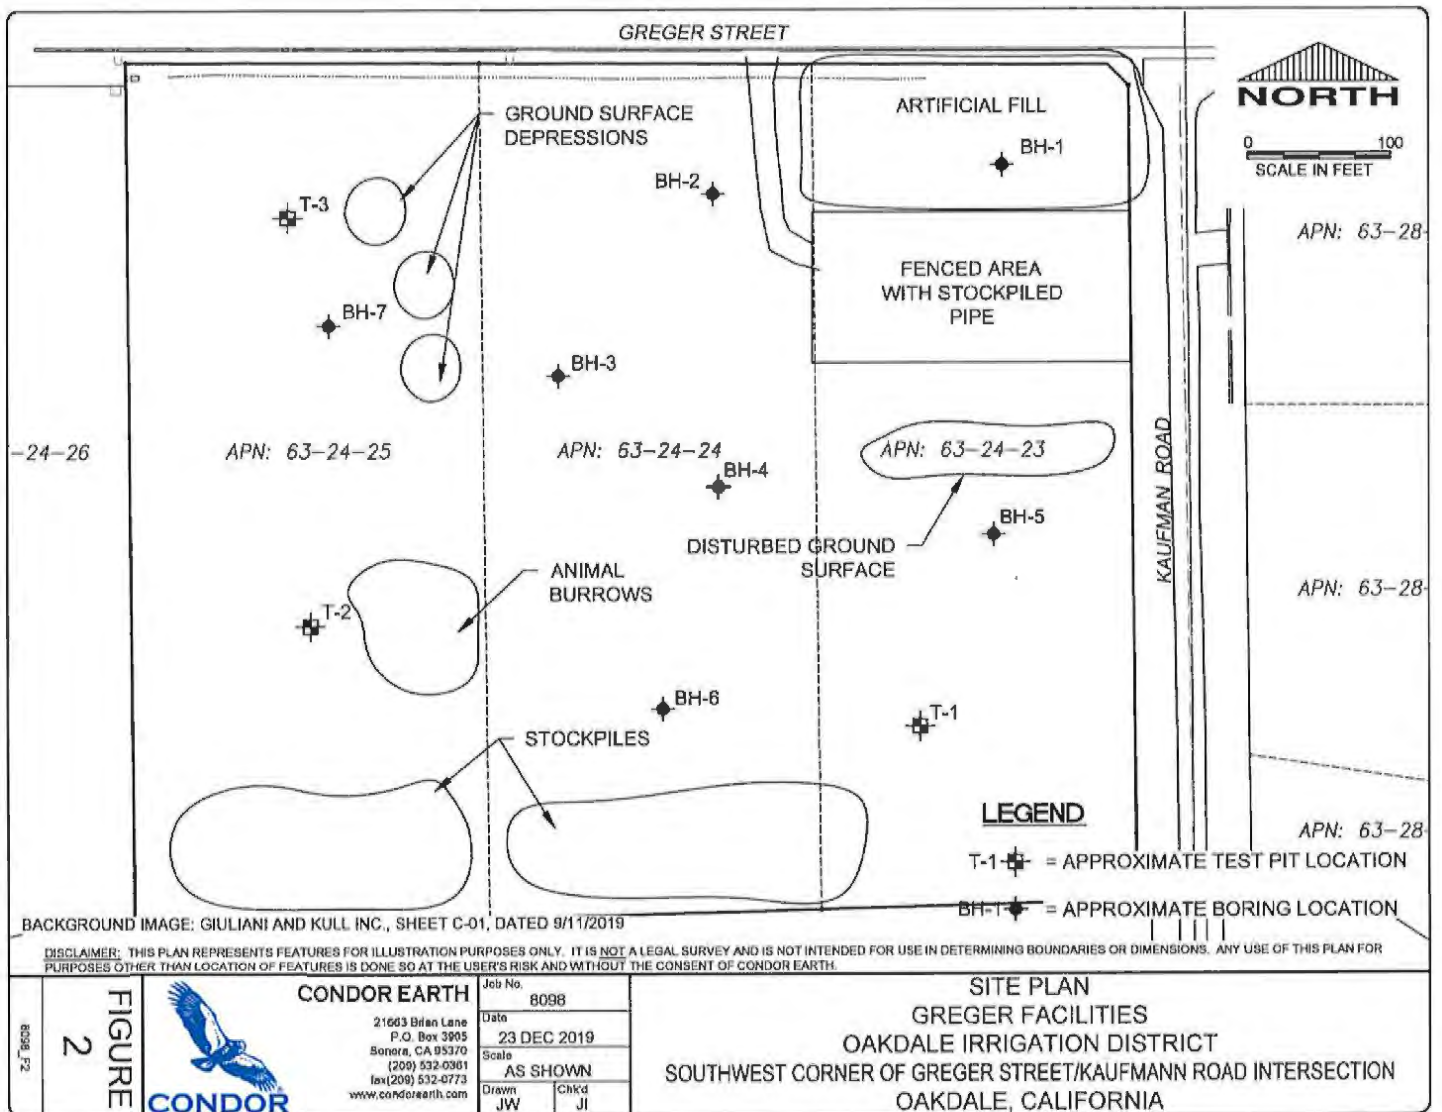 GREGER STREET
NORTH
0 100
SCALE IN FEET
GROUND SURFACE
DEPRESSIONS
ARTIFICIAL FILL
BH-1
BH-2
T-3
APN: 63-28-
FENCED AREA
WITH STOCKPILED
PIPE
BH-7
BH-3
-24-26
APN: 63-24-25
APN: 63-24-24
APN: 63-24-23
KAUFMAN ROAD
BH-4
BH-5
DISTURBED GROUND
SURFACE
ANIMAL
BURROWS
APN: 63-28-
T-2
BH-6
T-1
STOCKPILES
LEGEND
APN: 63-28-
T-1 = APPROXIMATE TEST PIT LOCATION
BH-1 = APPROXIMATE BORING LOCATION
BACKGROUND IMAGE: GIULIANI AND KULL INC., SHEET C-01, DATED 9/11/2019
DISCLAIMER: THIS PLAN REPRESENTS FEATURES FOR ILLUSTRATION PURPOSES ONLY. IT IS NOT A LEGAL SURVEY AND IS NOT INTENDED FOR USE IN DETERMINING BOUNDARIES OR DIMENSIONS. ANY USE OF THIS PLAN FOR
PURPOSES OTHER THAN LOCATION OF FEATURES IS DONE SO AT THE USER'S RISK AND WITHOUT THE CONSENT OF CONDOR EARTH.
8098_F2
FIGURE
2
CONDOR
CONDOR EARTH
21663 Brian Lane
P.O. Box 3905
Sonora, CA 95370
(209) 532-0361
fax(209) 532-0773
www.condorearth.com
Job No.
8098
Date
23 DEC 2019
Scale
AS SHOWN
Drawn
JW
Chk'd
JI
SITE PLAN
GREGER FACILITIES
OAKDALE IRRIGATION DISTRICT
SOUTHWEST CORNER OF GREGER STREET/KAUFMANN ROAD INTERSECTION
OAKDALE, CALIFORNIA